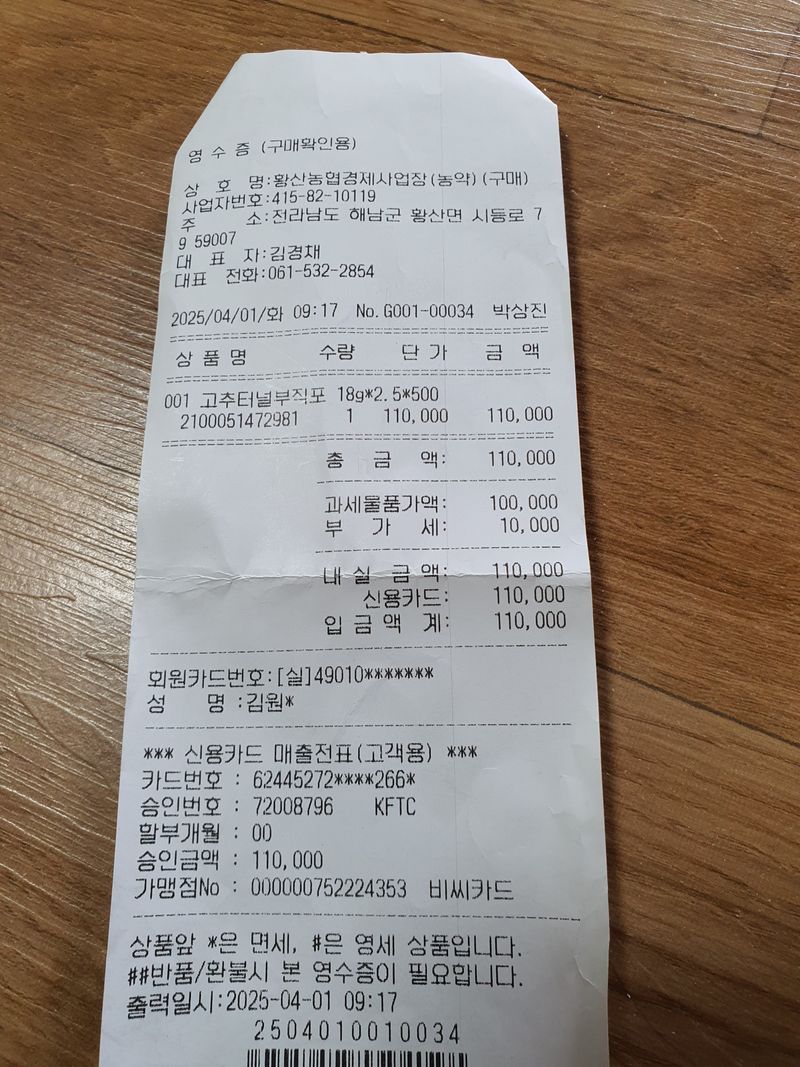 영 수 증 (구매확인용)
상 호 명:황산농협경제사업장(농약)(구매)
사업자번호:415-82-10119
주 소:전라남도 해남군 황산면 시등로 7
9 59007
대 표 자:김경채
대표 전화:061-532-2854
2025/04/01/화 09:17 No.G001-00034 박상진
상 품 명 수량 단 가 금 액
001 고추터널부직포 18g*2.5*500
2100051472981 1 110,000 110,000
총 금 액: 110,000
과세물품가액: 100,000
부 가 세: 10,000
내 실 금 액: 110,000
신용카드: 110,000
입 금 액 계: 110,000
회원카드번호:[실]49010*******
성 명 :김원*
*** 신용카드 매출전표(고객용) ***
카드번호 : 62445272****266*
승인번호 : 72008796 KFTC
할부개월 : 00
승인금액 : 110,000
가맹점No : 000000752224353 비씨카드
상품앞 *은 면세, #은 영세 상품입니다.
##반품/환불시 본 영수증이 필요합니다.
출력일시:2025-04-01 09:17
2504010010034